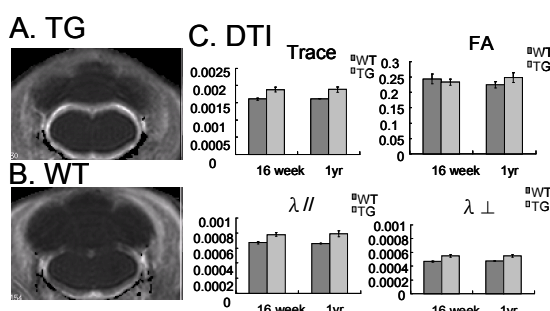 A. TG
B. WT
C. DTI
Trace
WT
TG
0.0025
0.002
0.0015
0.001
0.0005
0
16 week 1yr
FA
WT
TG
0.3
0.25
0.2
0.15
0.1
0.05
0
16 week 1yr
λ //
WT
TG
0.001
0.0008
0.0006
0.0004
0.0002
0
16 week 1yr
λ ⊥
WT
TG
0.001
0.0008
0.0006
0.0004
0.0002
0
16 week 1yr